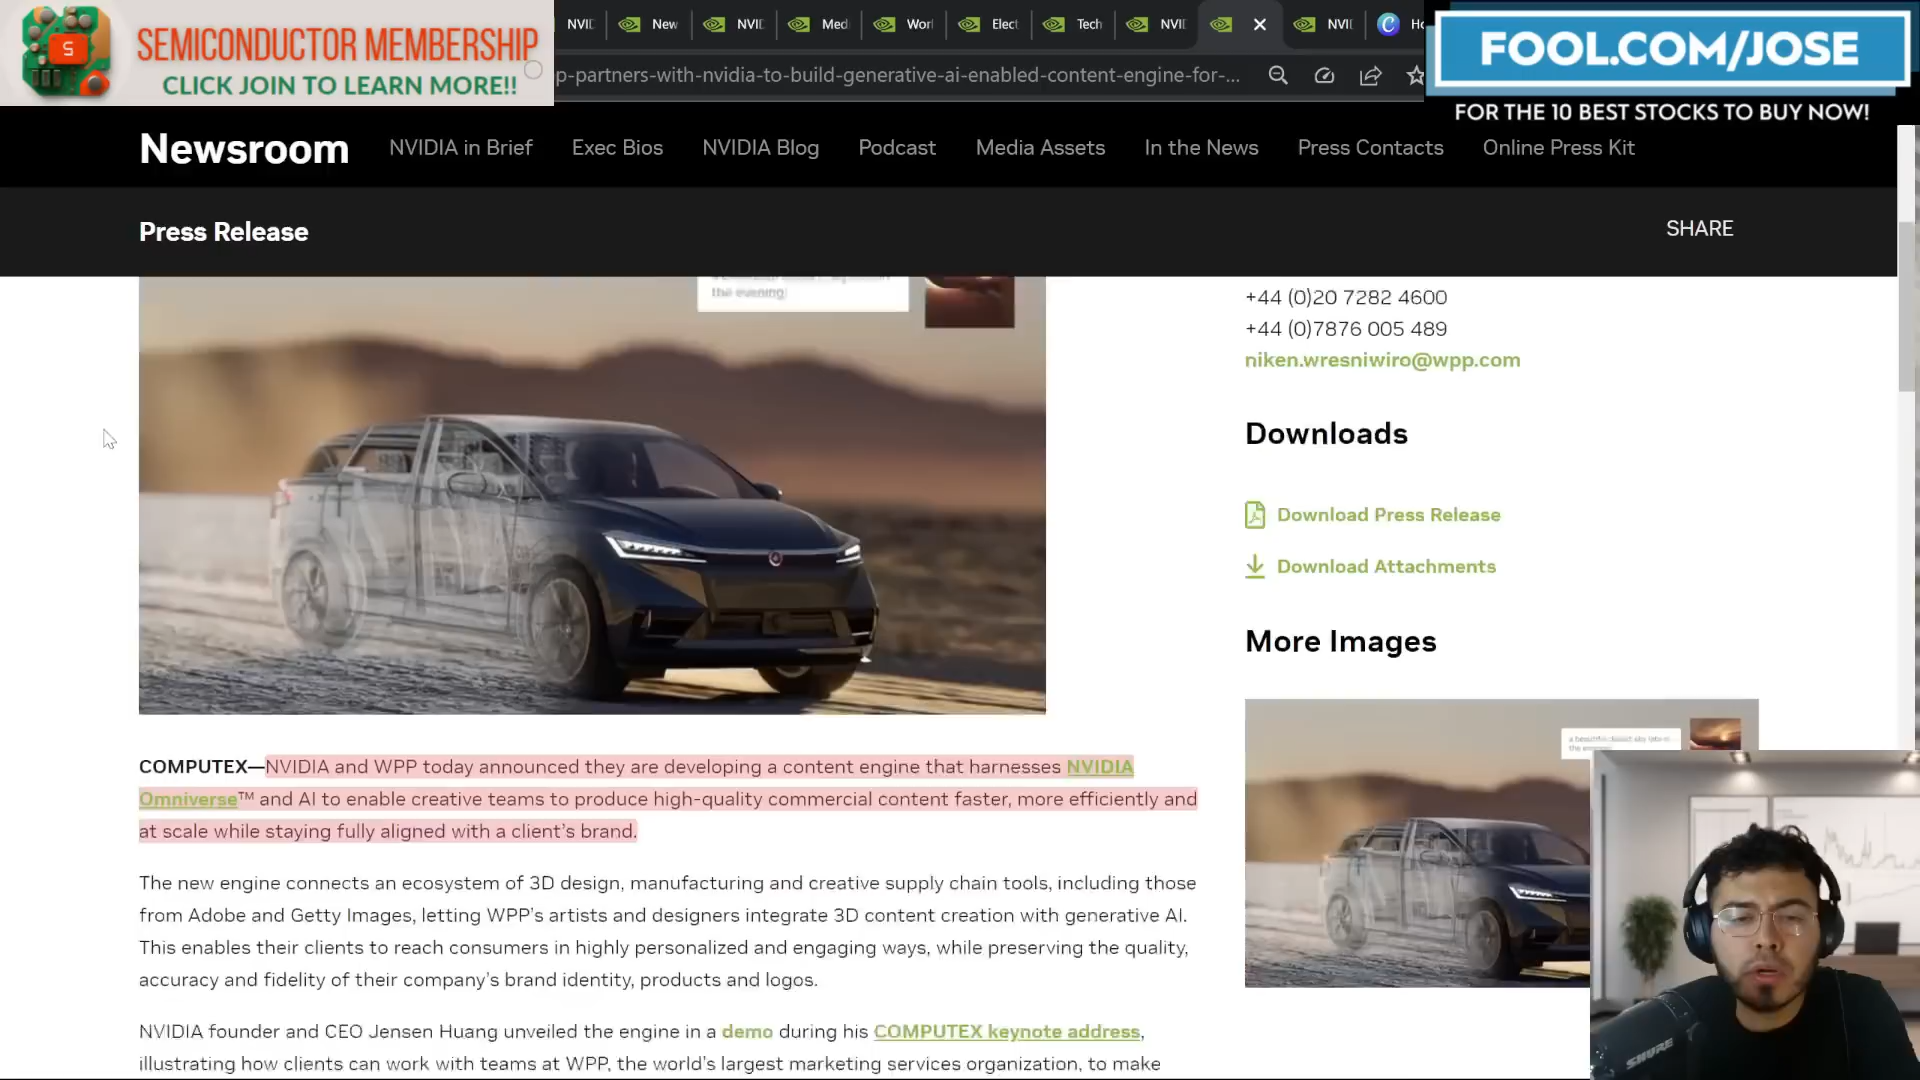 S
SEMICONDUCTOR MEMBERSHIP
CLICK JOIN TO LEARN MORE!!
NVID
New
NVID
Med
Worl
Elect
Tech
NVID
NVID
C
Ho
p-partners-with-nvidia-to-build-generative-ai-enabled-content-engine-for-...
FOOL.COM/JOSE
FOR THE 10 BEST STOCKS TO BUY NOW!
Newsroom
NVIDIA in Brief
Exec Bios
NVIDIA Blog
Podcast
Media Assets
In the News
Press Contacts
Online Press Kit
Press Release
SHARE
the evening
+44 (0)20 7282 4600
+44 (0)7876 005 489
niken.wresniwiro@wpp.com
Downloads
Download Press Release
Download Attachments
More Images
COMPUTEX—NVIDIA and WPP today announced they are developing a content engine that harnesses NVIDIA
Omniverse™ and AI to enable creative teams to produce high-quality commercial content faster, more efficiently and
at scale while staying fully aligned with a client's brand.
The new engine connects an ecosystem of 3D design, manufacturing and creative supply chain tools, including those
from Adobe and Getty Images, letting WPP's artists and designers integrate 3D content creation with generative AI.
This enables their clients to reach consumers in highly personalized and engaging ways, while preserving the quality,
accuracy and fidelity of their company's brand identity, products and logos.
NVIDIA founder and CEO Jensen Huang unveiled the engine in a demo during his COMPUTEX keynote address,
illustrating how clients can work with teams at WPP, the world's largest marketing services organization, to make
SHURE